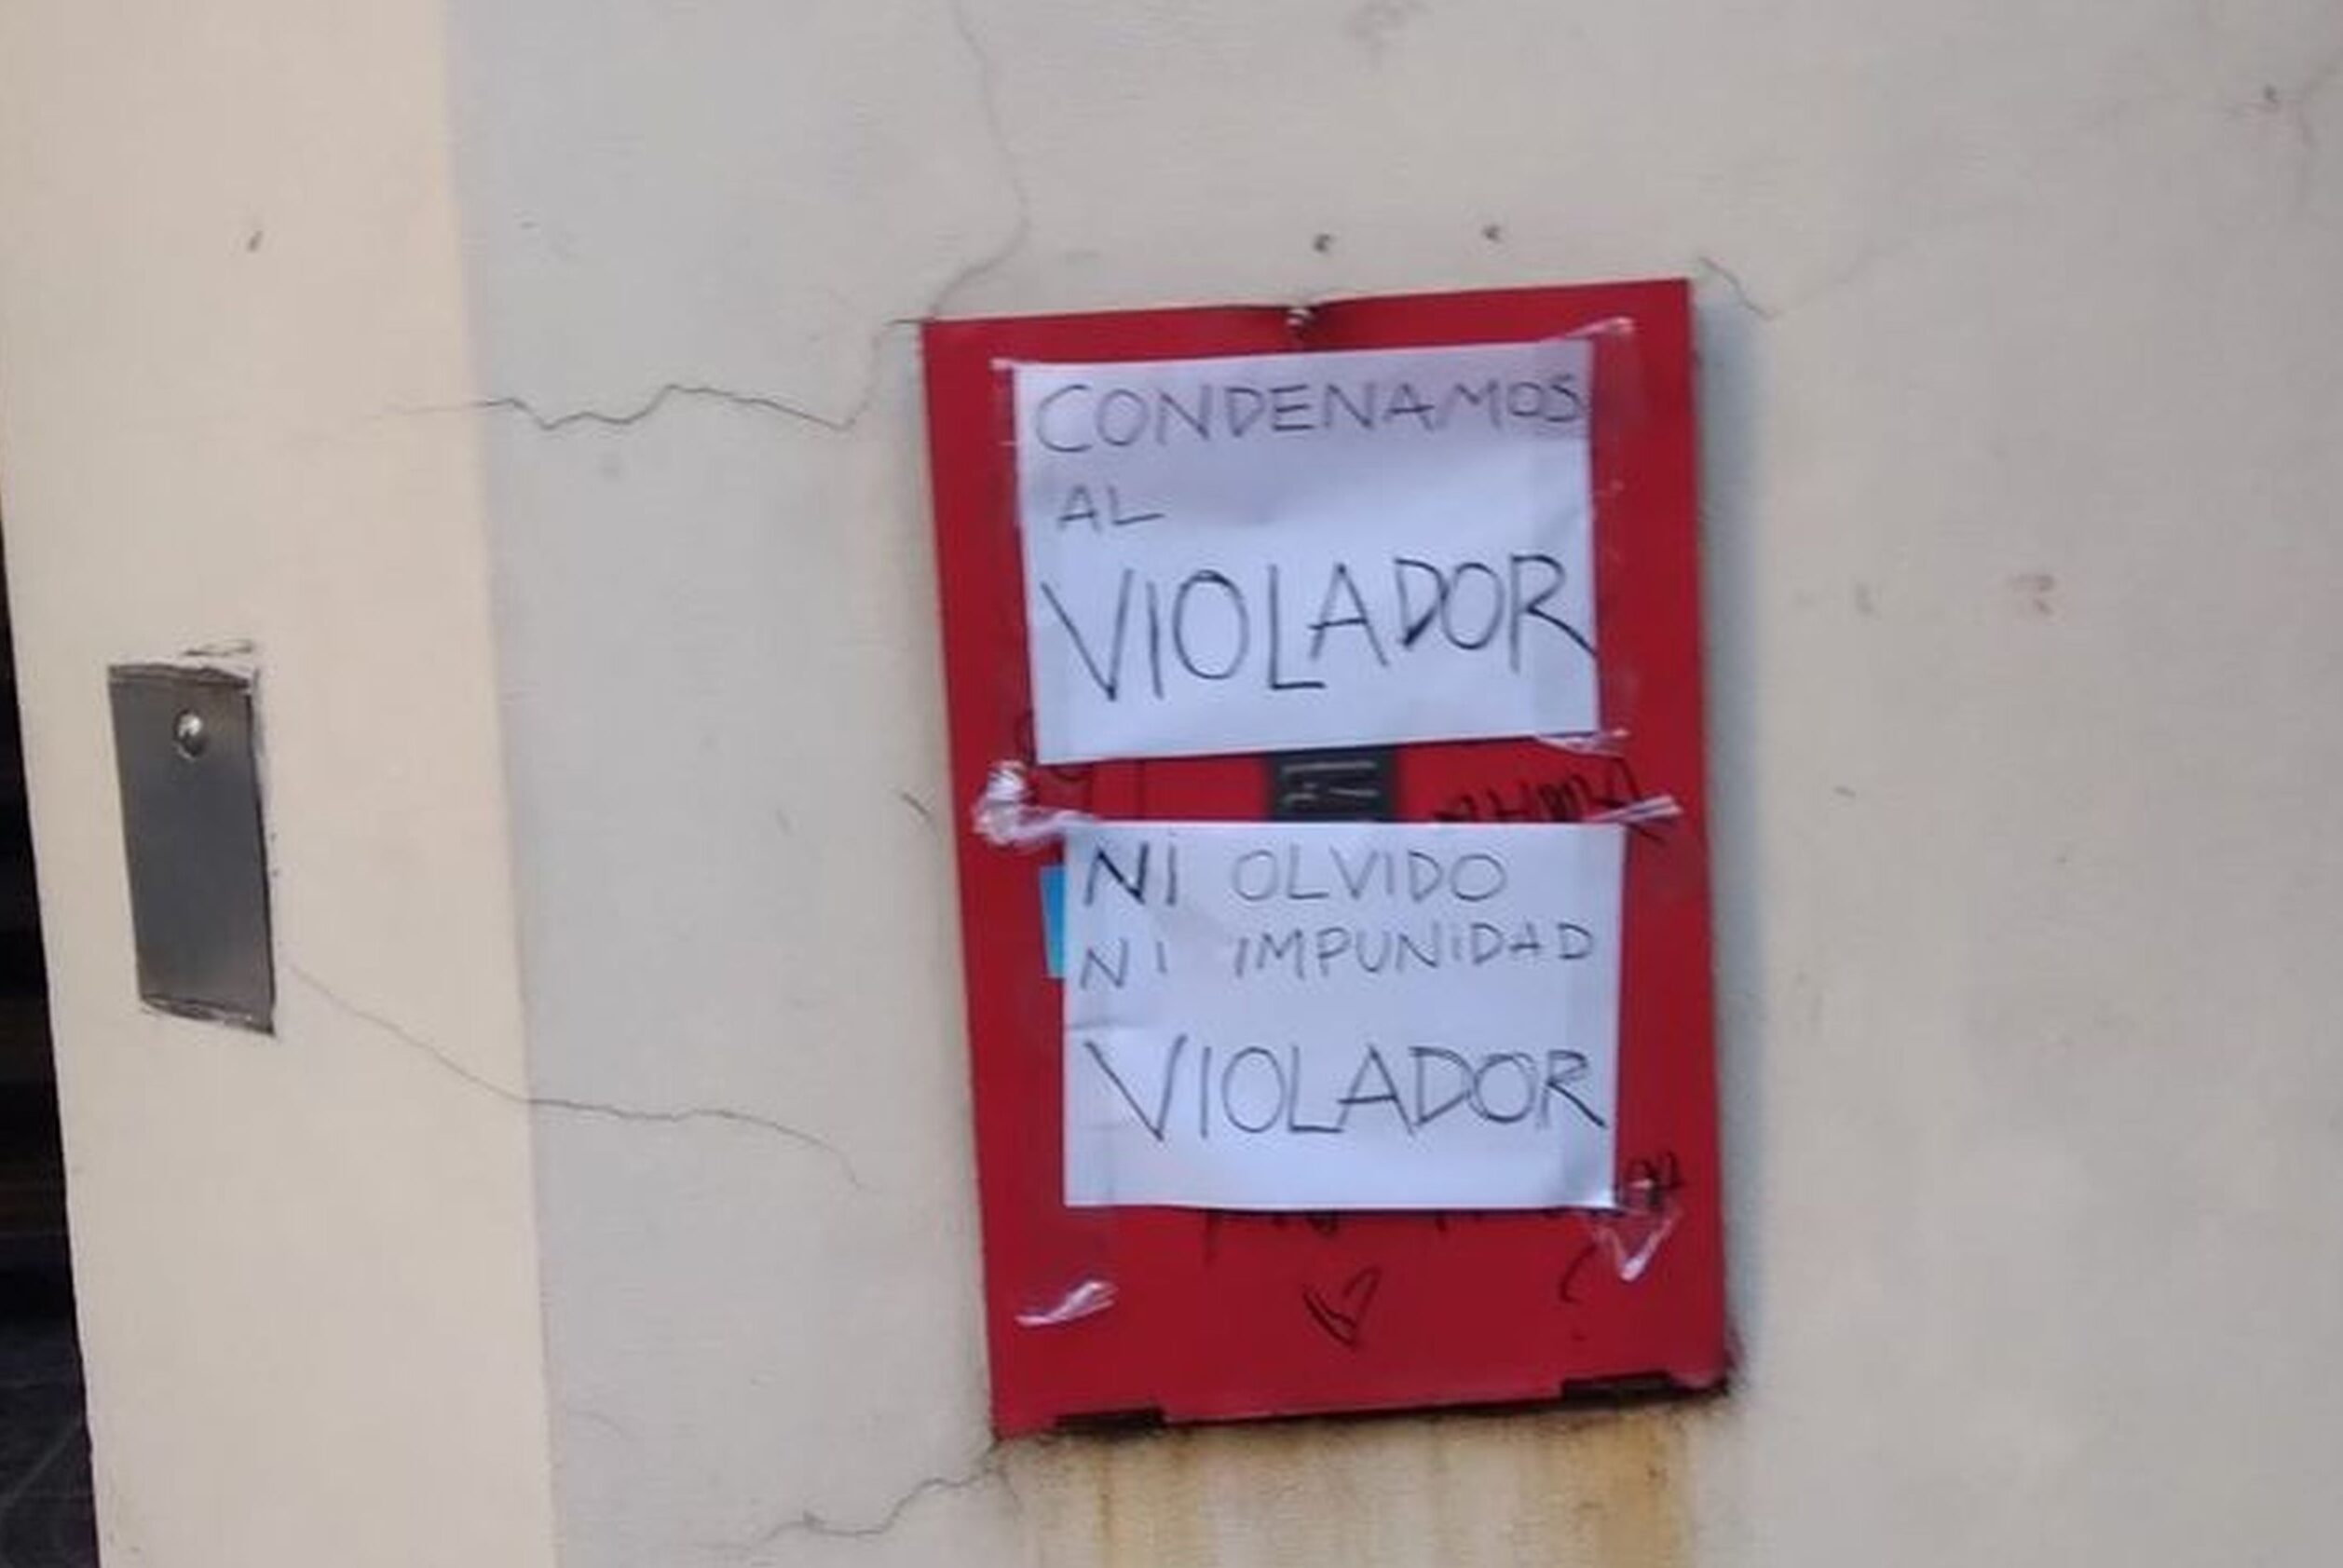 CONDENAMOS
AL
VIOLADOR
Ni OLVIDO
Ni IMPUNiDAD
VIOLADOR